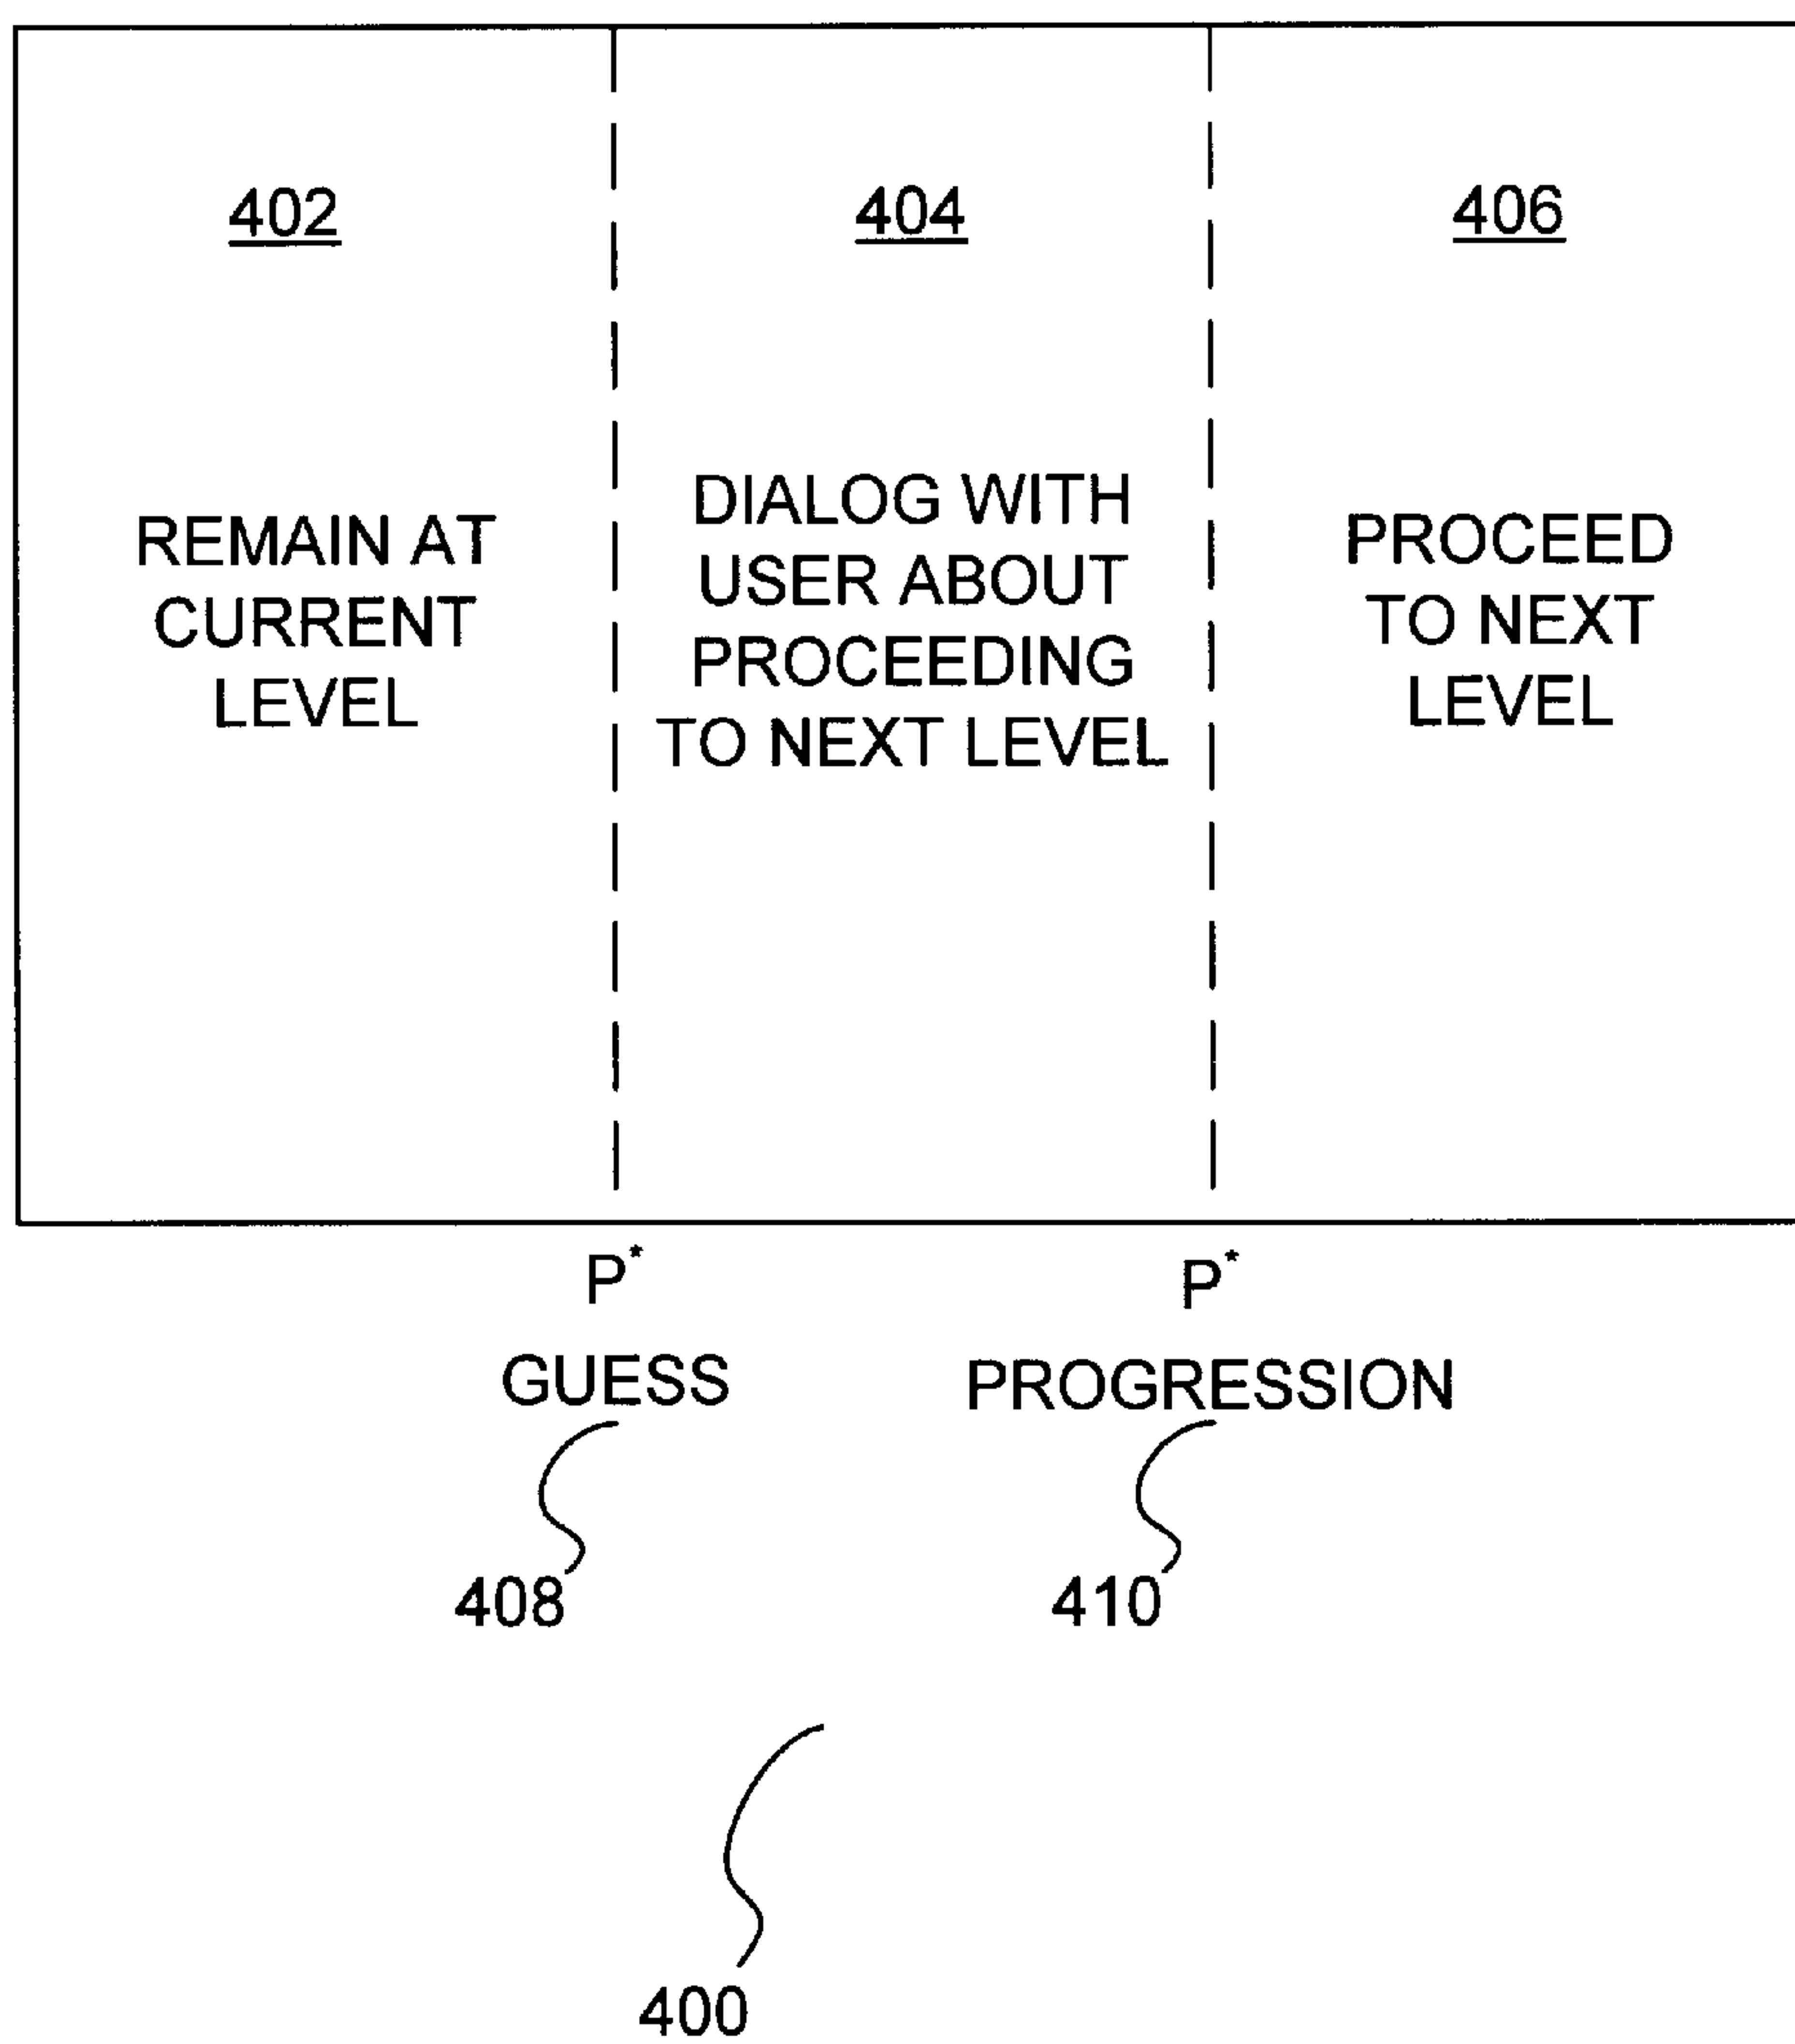 402
REMAIN AT
CURRENT
LEVEL
404
DIALOG WITH
USER ABOUT
PROCEEDING
TO NEXT LEVEL
406
PROCEED
TO NEXT
LEVEL
P*
GUESS
408
P*
PROGRESSION
410
400